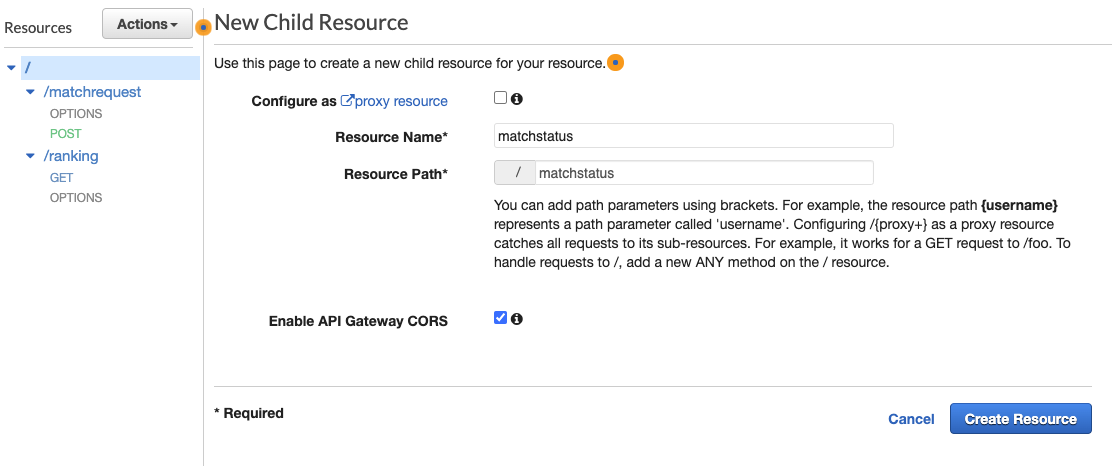 Resources
Actions
/
/matchrequest
OPTIONS
POST
/ranking
GET
OPTIONS
New Child Resource
Use this page to create a new child resource for your resource.
Configure as proxy resource
Resource Name* matchstatus
Resource Path* / matchstatus
You can add path parameters using brackets. For example, the resource path {username}
represents a path parameter called 'username'. Configuring /{proxy+} as a proxy resource
catches all requests to its sub-resources. For example, it works for a GET request to /foo. To
handle requests to /, add a new ANY method on the / resource.
Enable API Gateway CORS
* Required
Cancel Create Resource